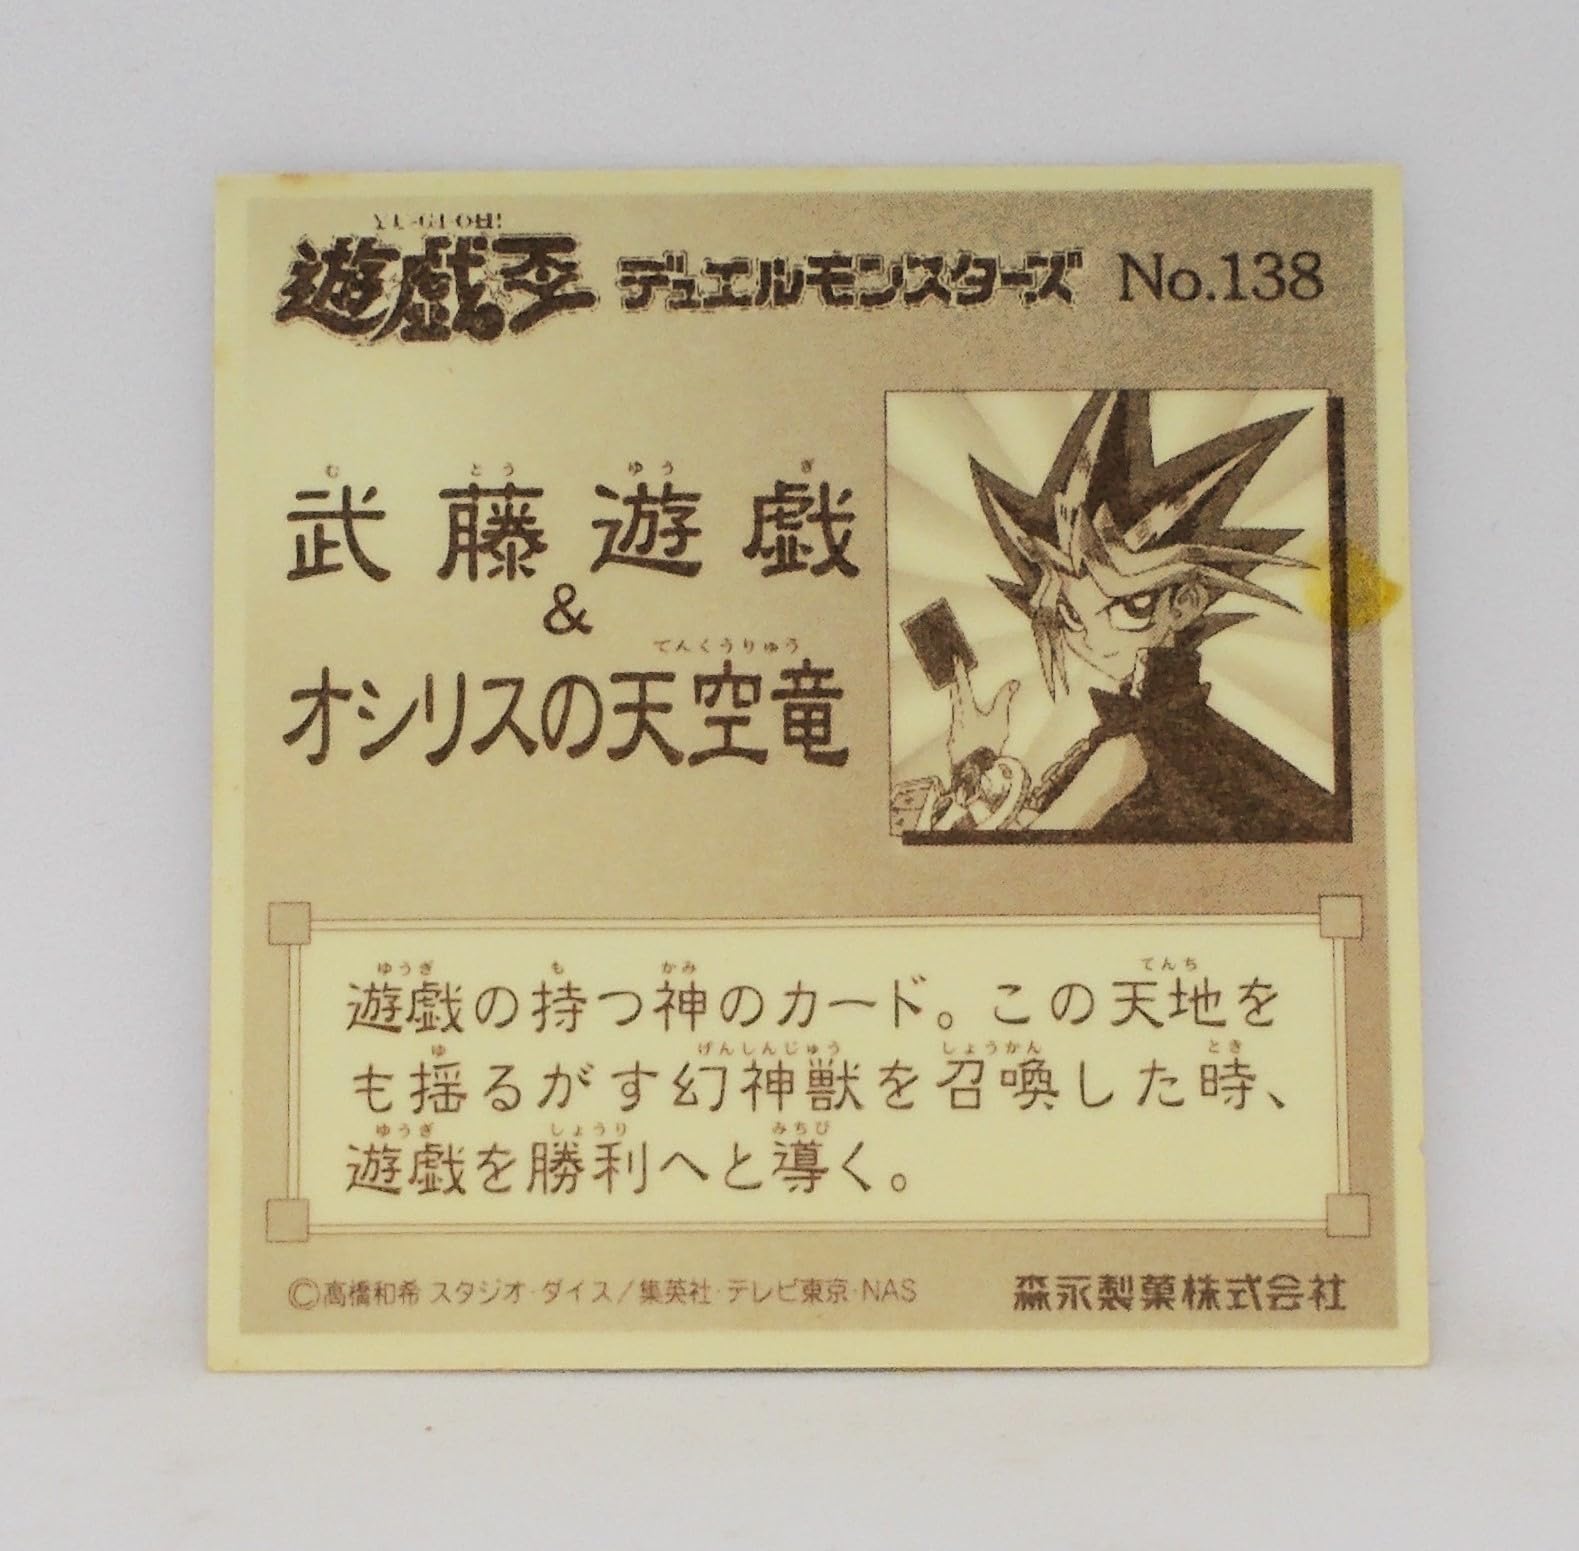 YU-GI-OH!
遊戯王 デュエルモンスターズ No.138
むとうゆうぎ
武藤遊戯
&
てんくうりゅう
オシリスの天空竜
ゆうぎ も かみ てんち
遊戯の持つ神のカード。この天地を
ゆ げんしんじゅう しょうかん とき
も揺るがす幻神獣を召喚した時、
ゆうぎ しょうり みちび
遊戯を勝利へと導く。
©高橋和希 スタジオ・ダイス/集英社・テレビ東京・NAS
森永製菓株式会社